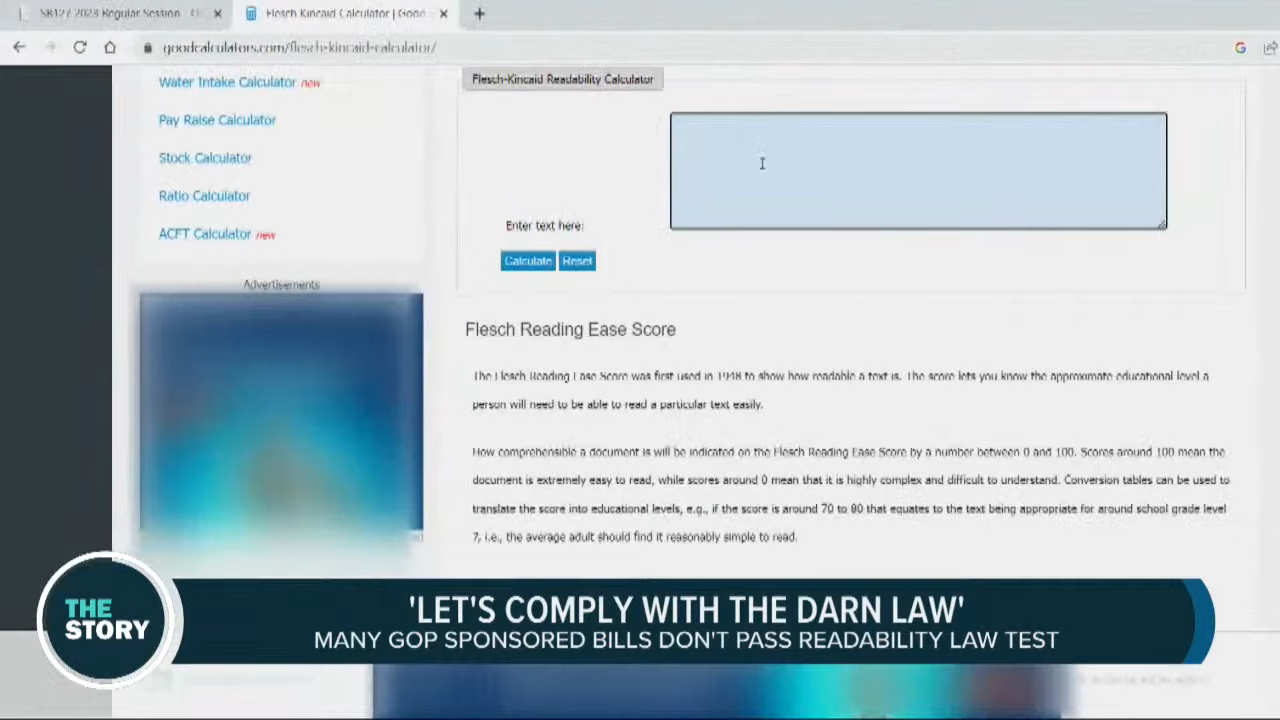 SB127 2023 Regular Session
Flesch Kincaid Calculator | Good
goodcalculators.com/flesch-kincaid-calculator/
Water Intake Calculator new
Pay Raise Calculator
Stock Calculator
Ratio Calculator
ACFT Calculator new
Advertisements
Flesch-Kincaid Readability Calculator
Enter text here:
Calculate Reset
Flesch Reading Ease Score
The Flesch Reading Ease Score was first used in 1948 to show how readable a text is. The score lets you know the approximate educational level a
person will need to be able to read a particular text easily.
How comprehensible a document is will be indicated on the Flesch Reading Ease Score by a number between 0 and 100. Scores around 100 mean the
document is extremely easy to read, while scores around 0 mean that it is highly complex and difficult to understand. Conversion tables can be used to
translate the score into educational levels, e.g., if the score is around 70 to 80 that equates to the text being appropriate for around school grade level
7, i.e., the average adult should find it reasonably simple to read.
THE
STORY
'LET'S COMPLY WITH THE DARN LAW'
MANY GOP SPONSORED BILLS DON'T PASS READABILITY LAW TEST